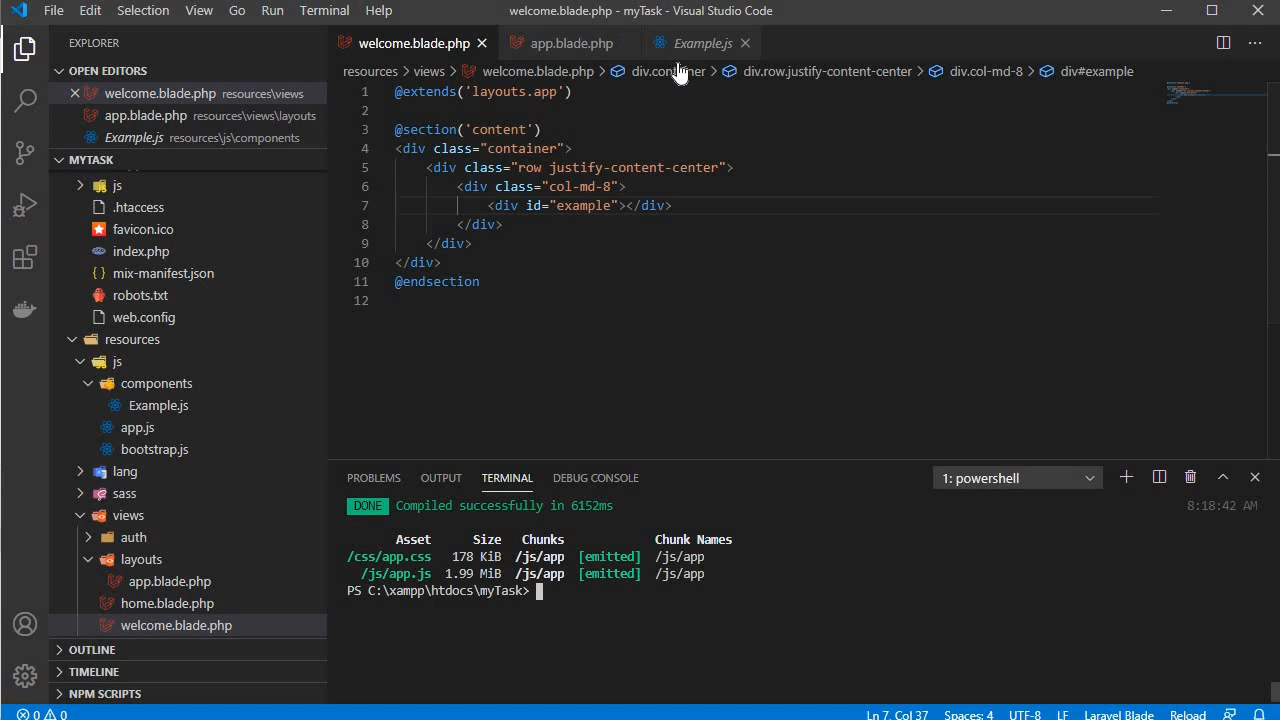 File Edit Selection View Go Run Terminal Help welcome.blade.php - myTask - Visual Studio Code
EXPLORER
OPEN EDITORS
welcome.blade.php resources\views
app.blade.php resources\views\layouts
Example.js resources\js\components
MYTASK
js
.htaccess
favicon.ico
index.php
mix-manifest.json
robots.txt
web.config
resources
js
components
Example.js
app.js
bootstrap.js
lang
sass
views
auth
layouts
app.blade.php
home.blade.php
welcome.blade.php
OUTLINE
TIMELINE
NPM SCRIPTS
welcome.blade.php app.blade.php Example.js
resources > views > welcome.blade.php > div.container > div.row.justify-content-center > div.col-md-8 > div#example
1 @extends('layouts.app')
2
3 @section('content')
4 <div class="container">
5 <div class="row justify-content-center">
6 <div class="col-md-8">
7 <div id="example"></div>
8 </div>
9 </div>
10 </div>
11 @endsection
12
PROBLEMS OUTPUT TERMINAL DEBUG CONSOLE 1: powershell
DONE Compiled successfully in 6152ms 8:18:42 AM
Asset Size Chunks Chunk Names
/css/app.css 178 KiB /js/app [emitted] /js/app
/js/app.js 1.99 MiB /js/app [emitted] /js/app
PS C:\xampp\htdocs\myTask>
0 0 Ln 7, Col 37 Spaces: 4 UTF-8 LF Laravel Blade Reload